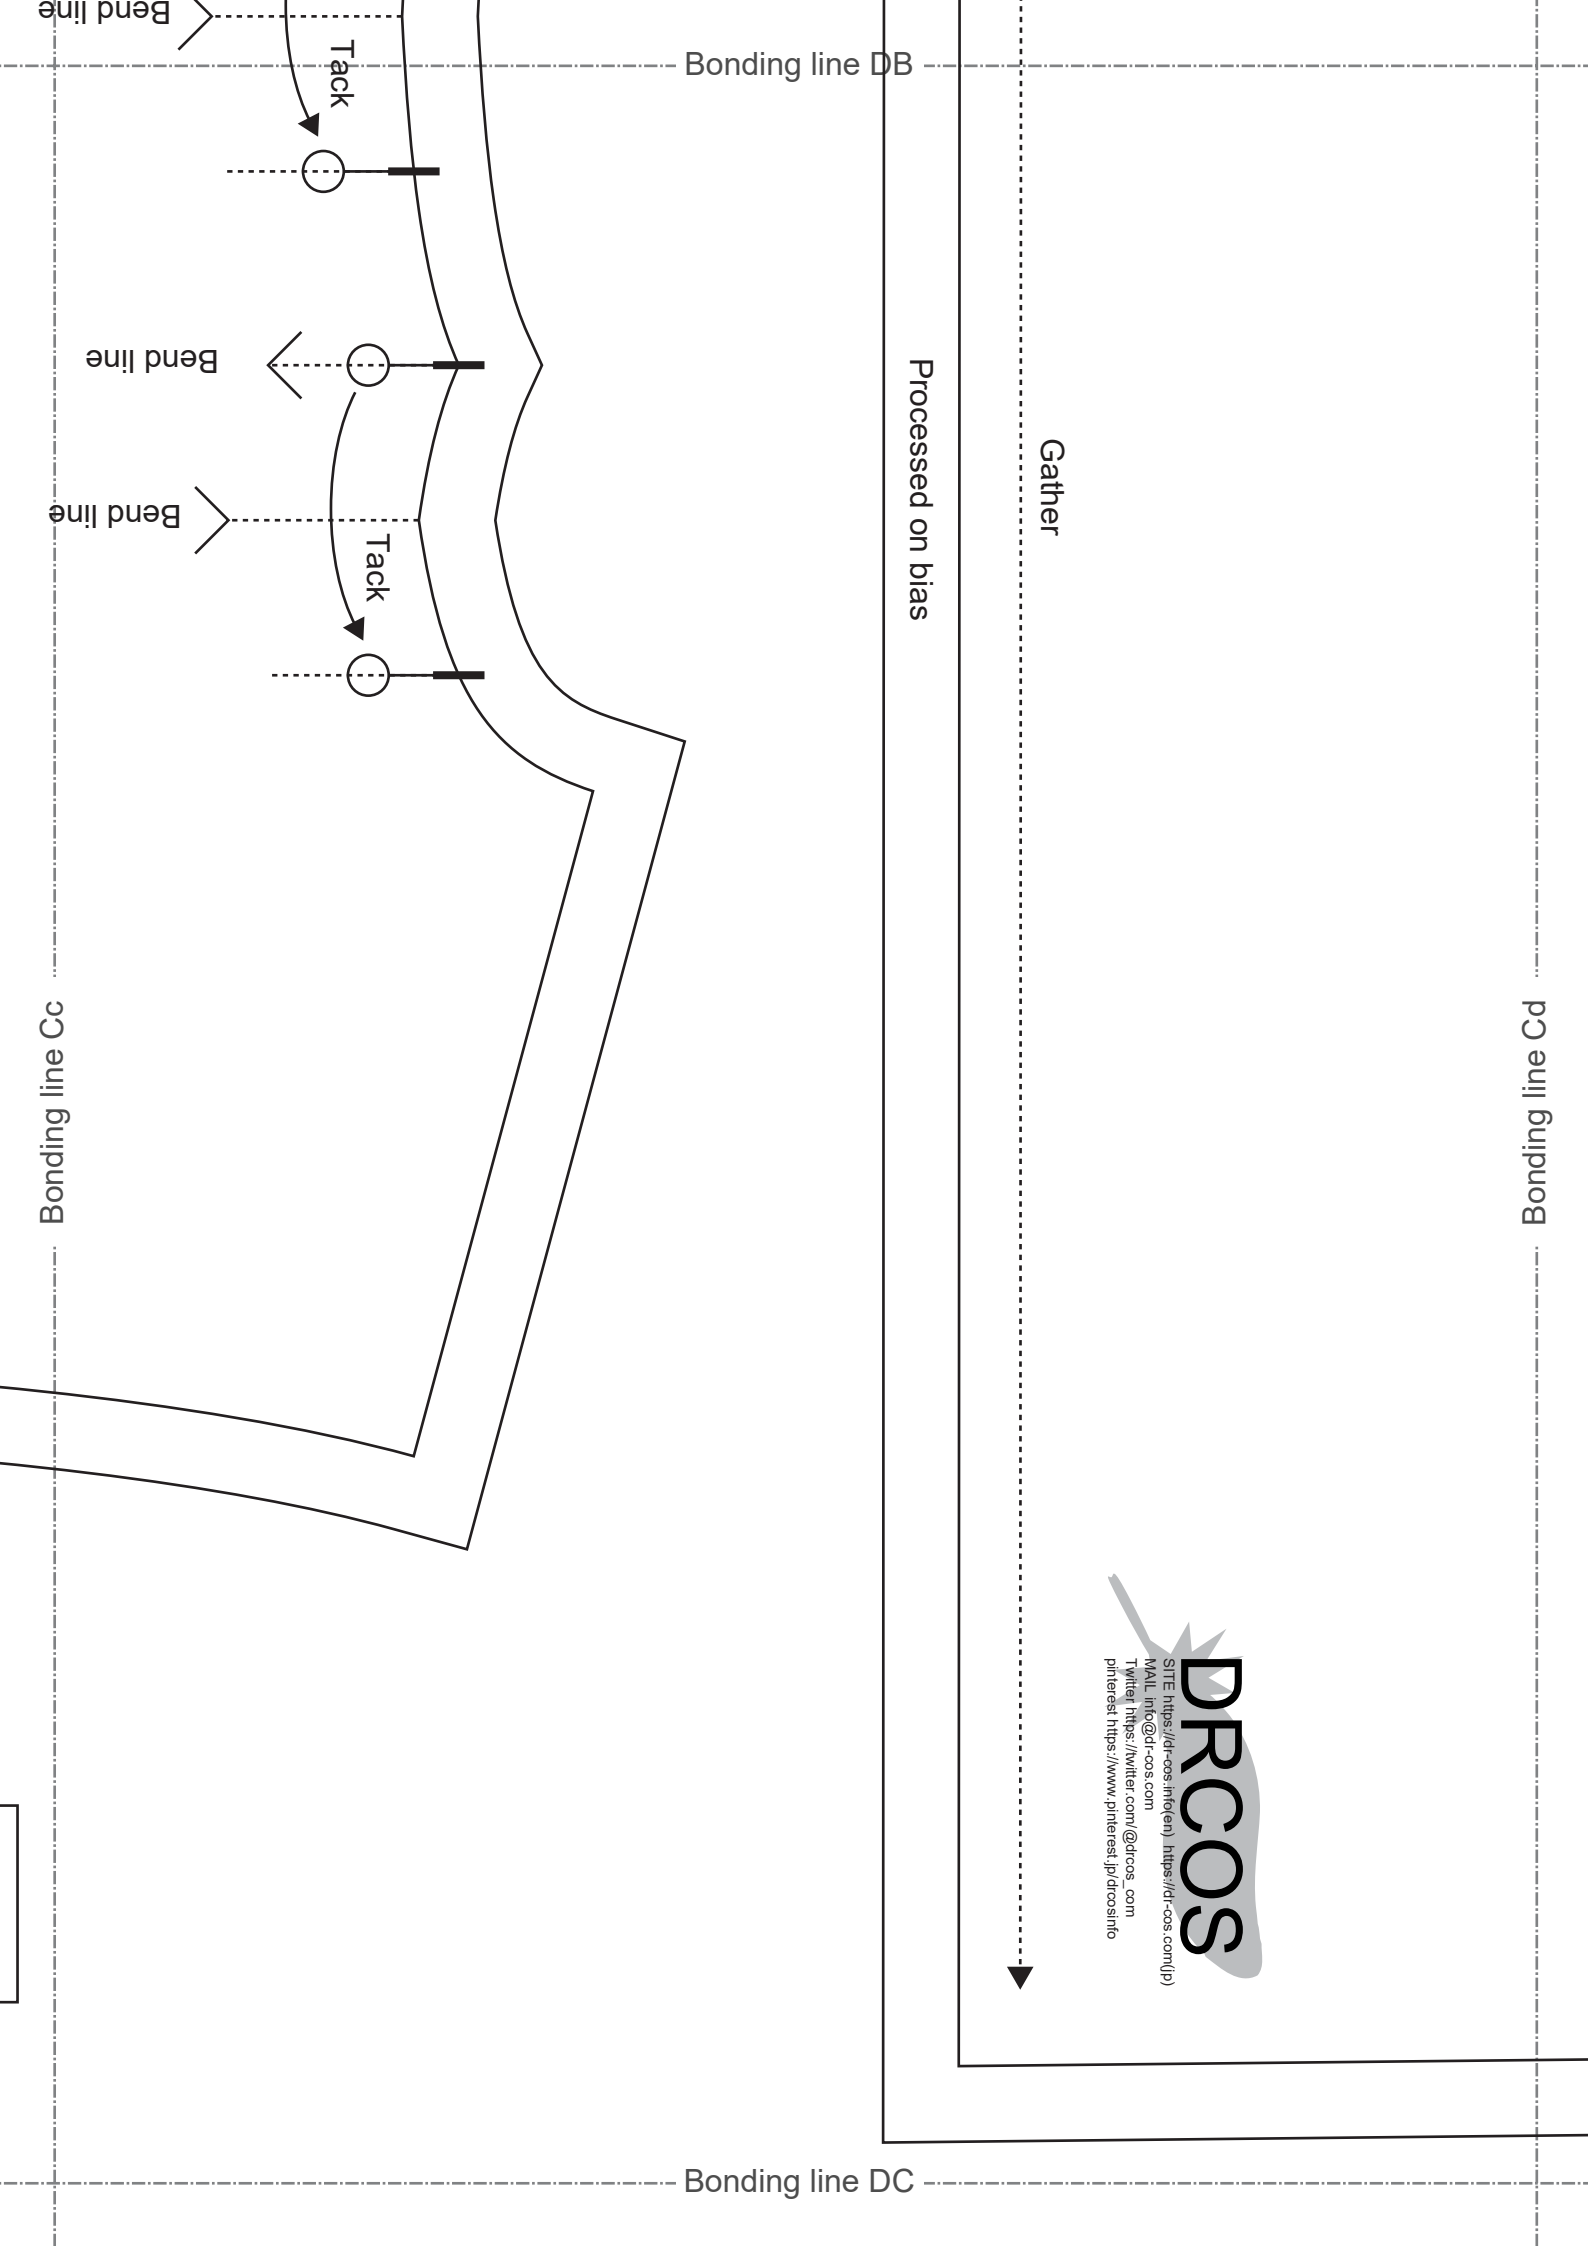 Bend line
Tack
Bonding line DB
Bend line
Bend line
Tack
Processed on bias
Gather
Bonding line Cc
Bonding line Cd
DRCOS
SITE https://dr-cos.info(en) https://dr-cos.com(jp)
MAIL info@dr-cos.com
Twitter https://twitter.com/@drcos_com
pinterest https://www.pinterest.jp/drcosinfo
Bonding line DC